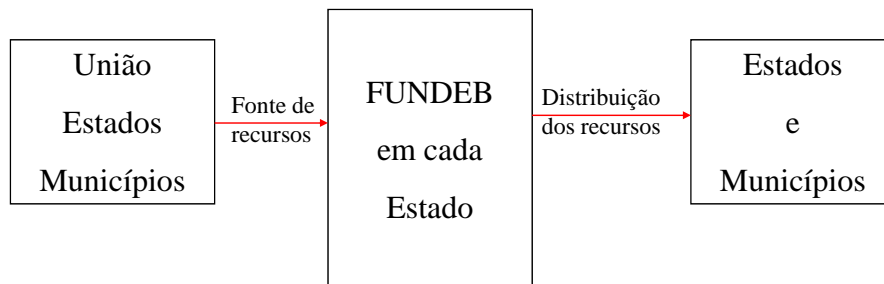 União
Estados
Municípios
Fonte de
recursos
FUNDEB
em cada
Estado
Distribuição
dos recursos
Estados
e
Municípios